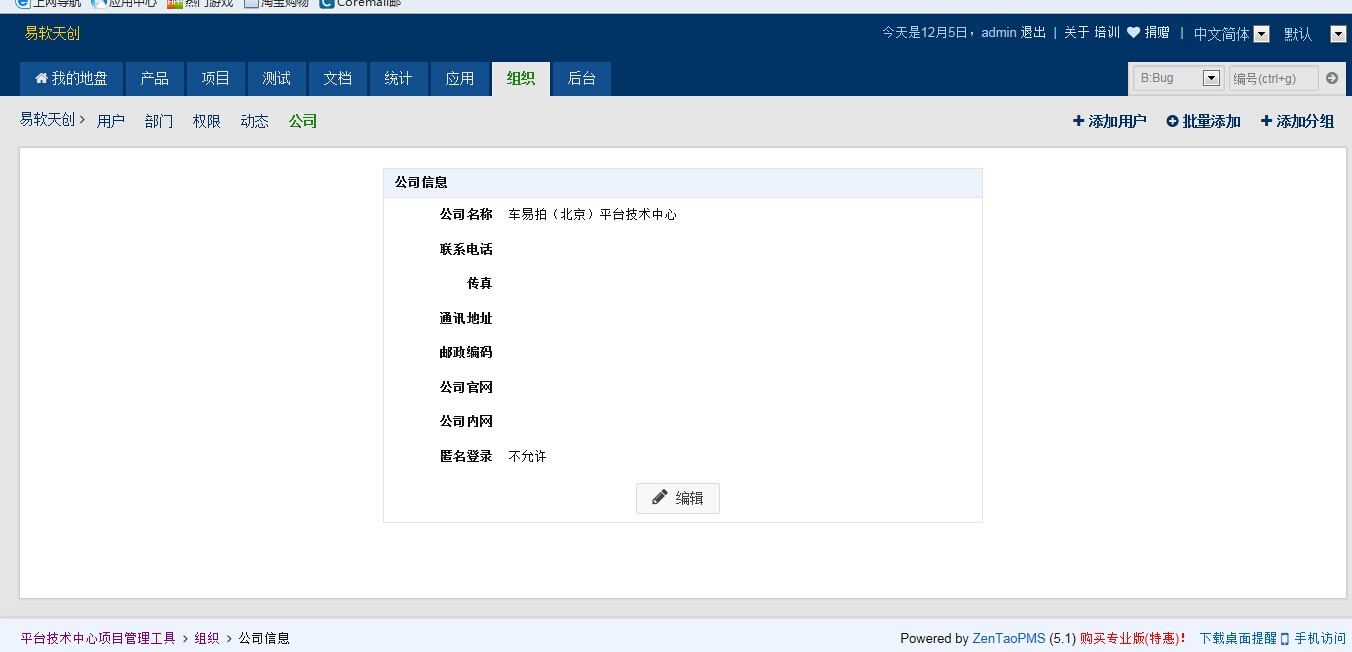 上网导航 应用中心 热门游戏 淘宝购物 Coremail邮
易软天创 今天是12月5日，admin 退出 | 关于 培训 捐赠 | 中文简体 默认
我的地盘 产品 项目 测试 文档 统计 应用 组织 后台 B:Bug 编号(ctrl+g)
易软天创 > 用户 部门 权限 动态 公司 添加用户 批量添加 添加分组
公司信息
公司名称 车易拍（北京）平台技术中心
联系电话
传真
通讯地址
邮政编码
公司官网
公司内网
匿名登录 不允许
编辑
平台技术中心项目管理工具 > 组织 > 公司信息 Powered by ZenTaoPMS (5.1) 购买专业版(特惠)！ 下载桌面提醒 手机访问